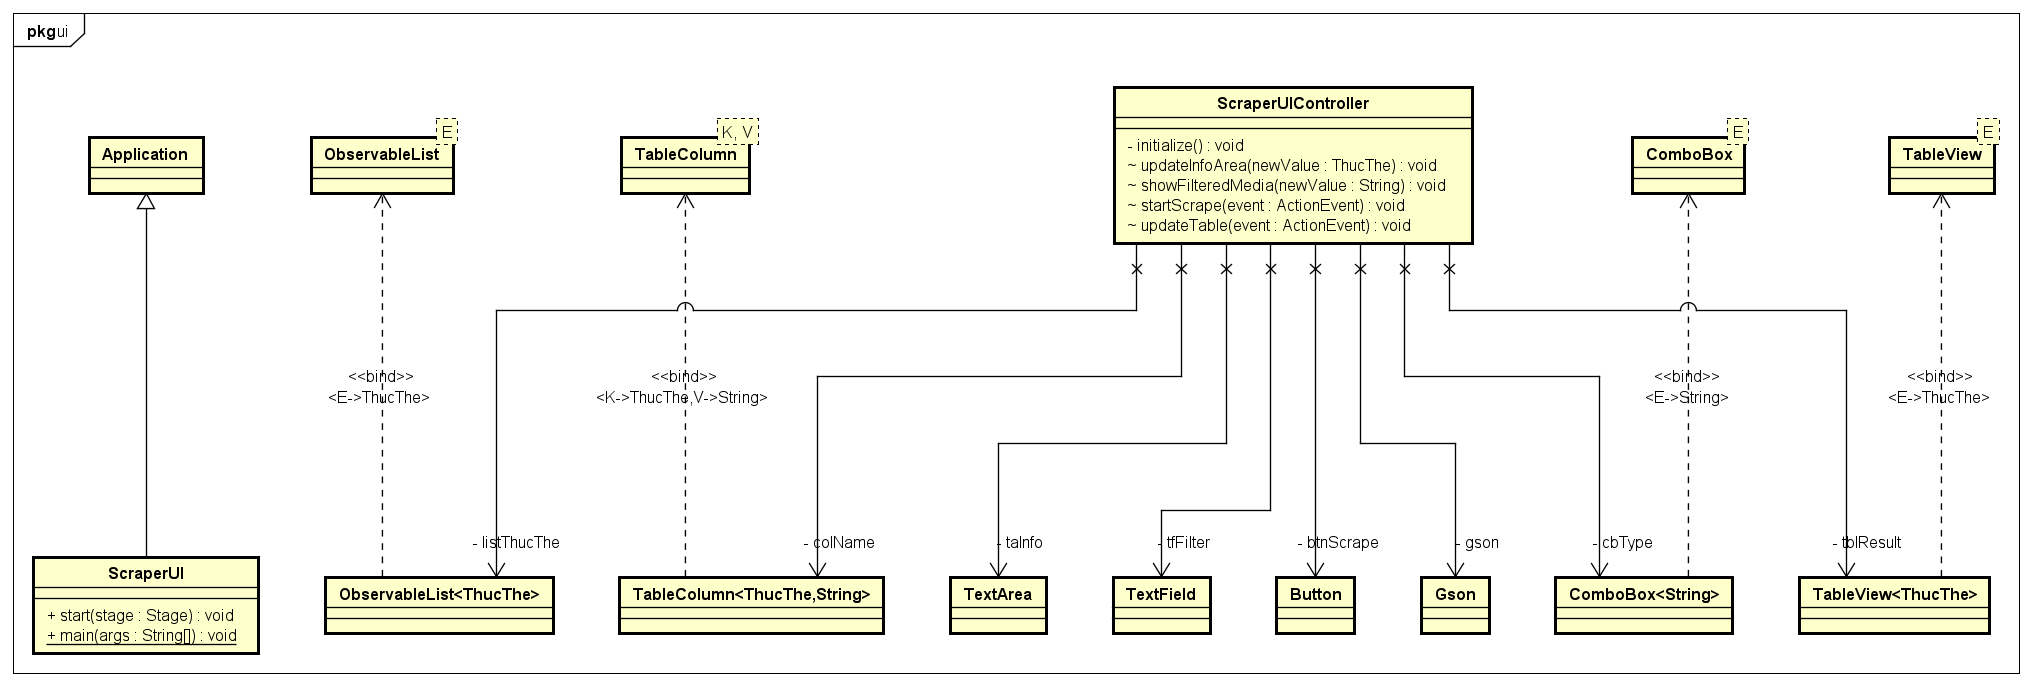 pkg ui
Application
ObservableList
E
TableColumn
K, V
ScraperUIController
- initialize() : void
~ updateInfoArea(newValue : ThucThe) : void
~ showFilteredMedia(newValue : String) : void
~ startScrape(event : ActionEvent) : void
~ updateTable(event : ActionEvent) : void
ComboBox
E
TableView
E
<<bind>>
<E->ThucThe>
<<bind>>
<K->ThucThe,V->String>
<<bind>>
<E->String>
<<bind>>
<E->ThucThe>
- listThucThe
- colName
- taInfo
- tfFilter
- btnScrape
- gson
- cbType
- tblResult
ScraperUI
+ start(stage : Stage) : void
+ main(args : String[]) : void
ObservableList<ThucThe>
TableColumn<ThucThe,String>
TextArea
TextField
Button
Gson
ComboBox<String>
TableView<ThucThe>